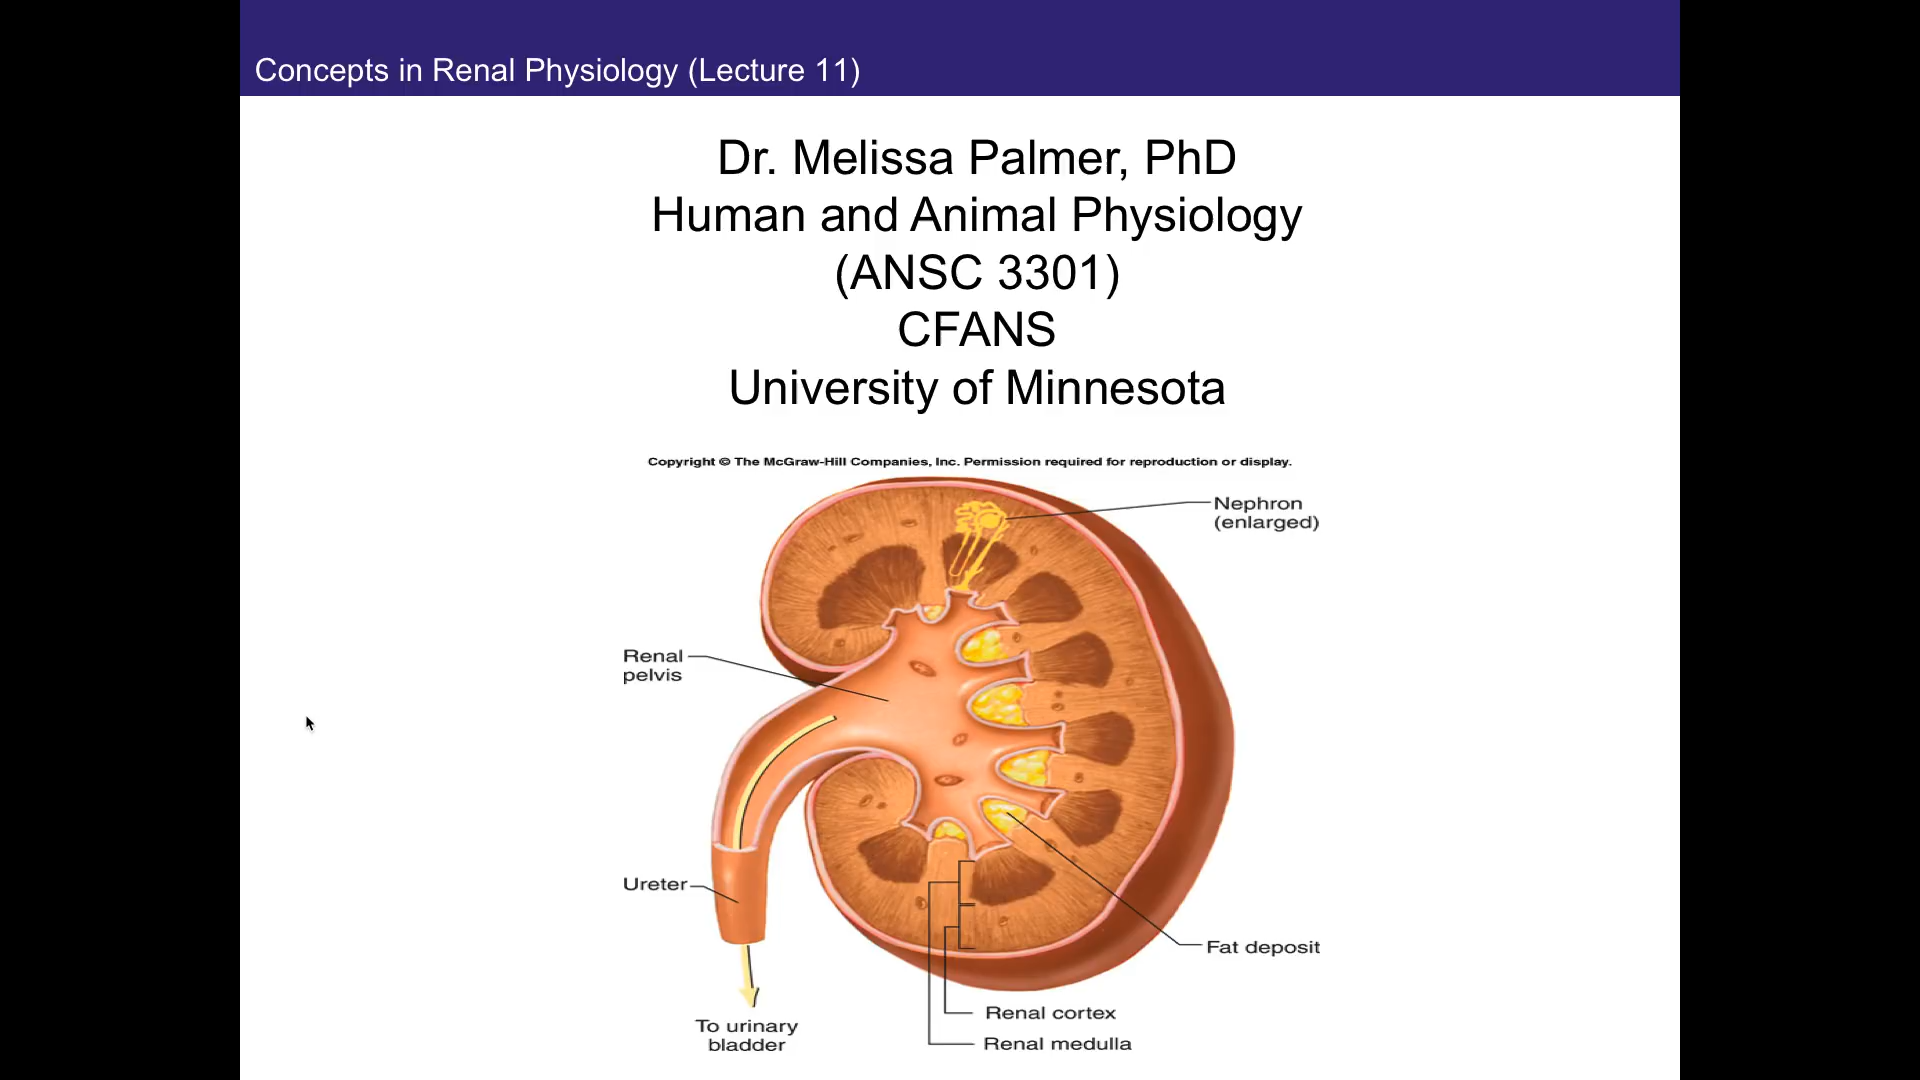 Concepts in Renal Physiology (Lecture 11)
Dr. Melissa Palmer, PhD
Human and Animal Physiology
(ANSC 3301)
CFANS
University of Minnesota
Copyright © The McGraw-Hill Companies, Inc. Permission required for reproduction or display.
Nephron
(enlarged)
Renal
pelvis
Ureter
Fat deposit
Renal cortex
To urinary
bladder
Renal medulla